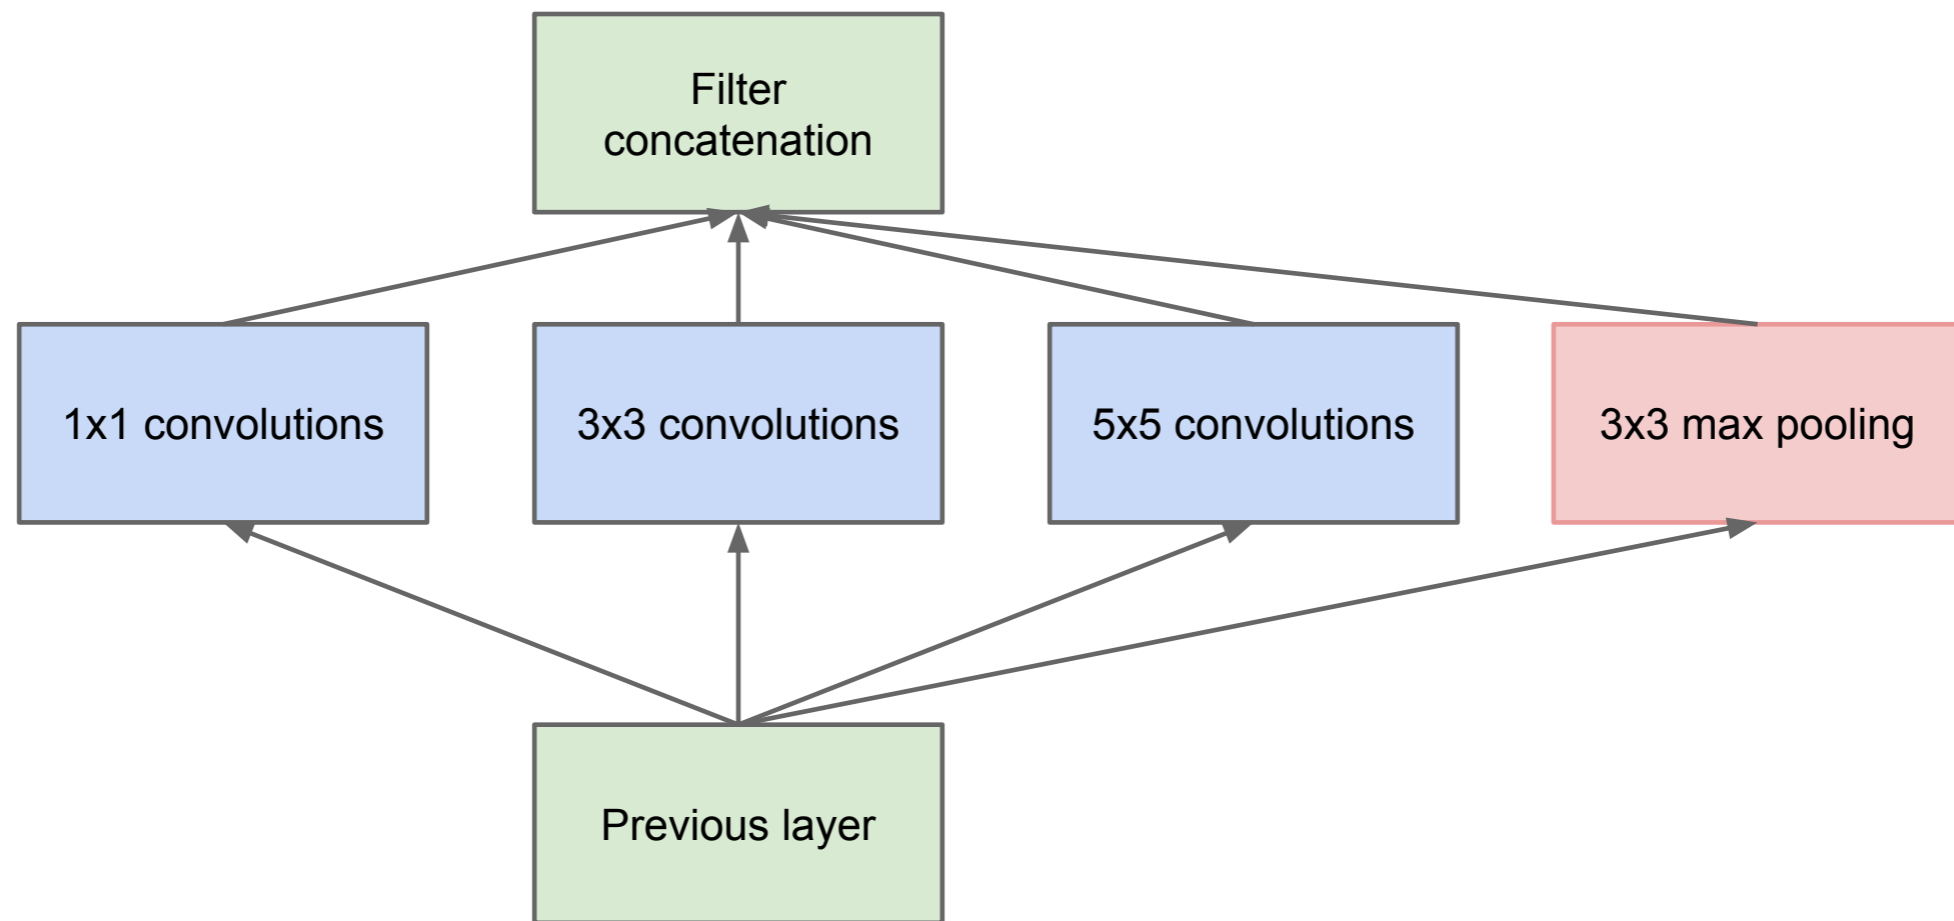 Filter
concatenation
1x1 convolutions
3x3 convolutions
5x5 convolutions
3x3 max pooling
Previous layer